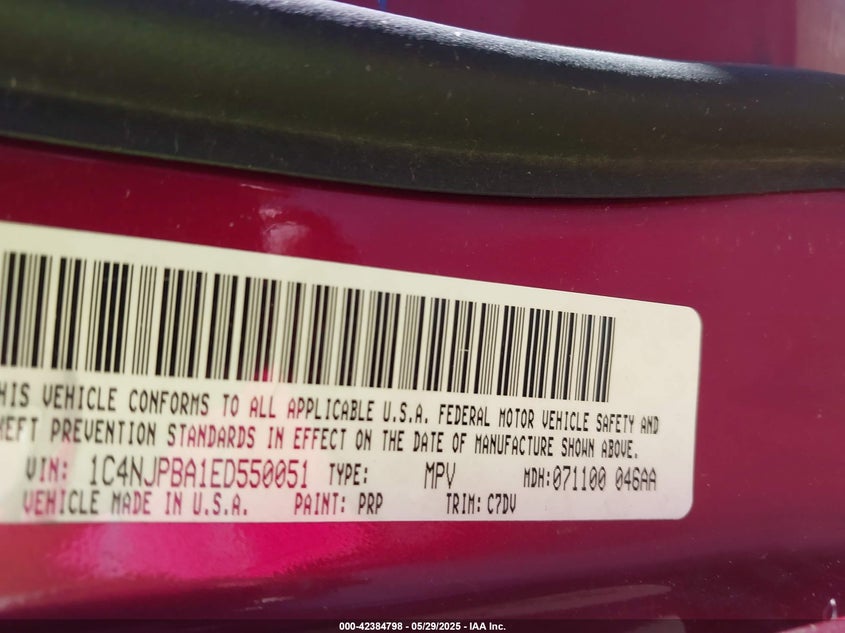 HIS VEHICLE CONFORMS TO ALL APPLICABLE U.S.A. FEDERAL MOTOR VEHICLE SAFETY AND
HEFT PREVENTION STANDARDS IN EFFECT ON THE DATE OF MANUFACTURE SHOWN ABOVE.
VIN: 1C4NJPBA1ED550051 TYPE: MPV MDH:071100 046AA
VEHICLE MADE IN U.S.A. PAINT: PRP TRIM: C7DV
000-42384798 - 05/29/2025 - IAA Inc.